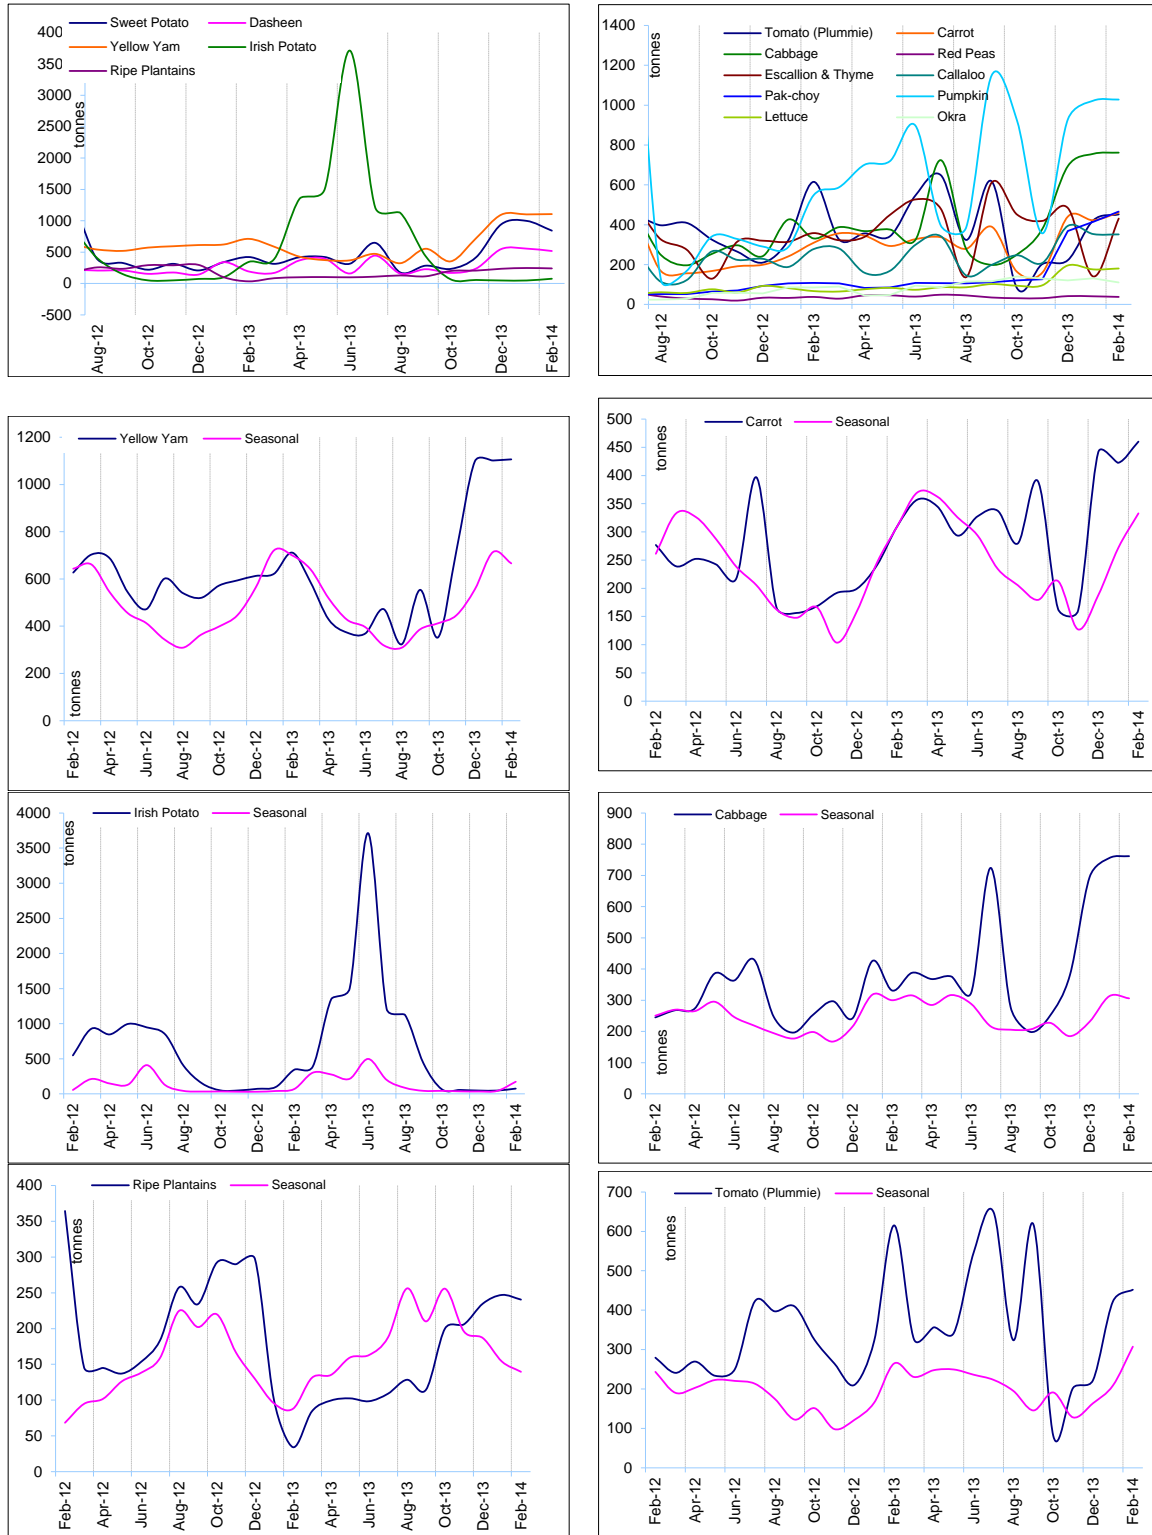 Sweet Potato Dasheen
Yellow Yam Irish Potato
Ripe Plantains
tonnes
400
350
3000
2500
2000
1500
1000
500
0
-500
Aug-12 Oct-12 Dec-12 Feb-13 Apr-13 Jun-13 Aug-13 Oct-13 Dec-13 Feb-14
Tomato (Plummie) Carrot
Cabbage Red Peas
Escallion & Thyme Callaloo
Pak-choy Pumpkin
Lettuce Okra
tonnes
1400
1200
1000
800
600
400
200
0
Aug-12 Oct-12 Dec-12 Feb-13 Apr-13 Jun-13 Aug-13 Oct-13 Dec-13 Feb-14
Yellow Yam Seasonal
1200
1000
800
600
400
200
0
tonnes
Feb-12 Apr-12 Jun-12 Aug-12 Oct-12 Dec-12 Feb-13 Apr-13 Jun-13 Aug-13 Oct-13 Dec-13 Feb-14
Carrot Seasonal
tonnes
500
450
400
350
300
250
200
150
100
50
0
Feb-12 Apr-12 Jun-12 Aug-12 Oct-12 Dec-12 Feb-13 Apr-13 Jun-13 Aug-13 Oct-13 Dec-13 Feb-14
Irish Potato Seasonal
tonnes
4000
3500
3000
2500
2000
1500
1000
500
0
Feb-12 Apr-12 Jun-12 Aug-12 Oct-12 Dec-12 Feb-13 Apr-13 Jun-13 Aug-13 Oct-13 Dec-13 Feb-14
Cabbage Seasonal
900
800
700
600
500
400
300
200
100
0
tonnes
Feb-12 Apr-12 Jun-12 Aug-12 Oct-12 Dec-12 Feb-13 Apr-13 Jun-13 Aug-13 Oct-13 Dec-13 Feb-14
Ripe Plantains Seasonal
tonnes
400
350
300
250
200
150
100
50
0
Feb-12 Apr-12 Jun-12 Aug-12 Oct-12 Dec-12 Feb-13 Apr-13 Jun-13 Aug-13 Oct-13 Dec-13 Feb-14
Tomato (Plummie) Seasonal
tonnes
700
600
500
400
300
200
100
0
Feb-12 Apr-12 Jun-12 Aug-12 Oct-12 Dec-12 Feb-13 Apr-13 Jun-13 Aug-13 Oct-13 Dec-13 Feb-14